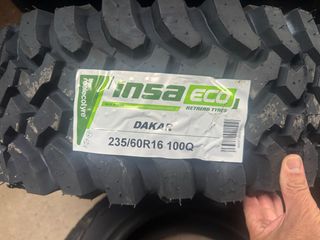 insa ECO
RETREAD TYRES
DAKAR
235/60R16 100Q